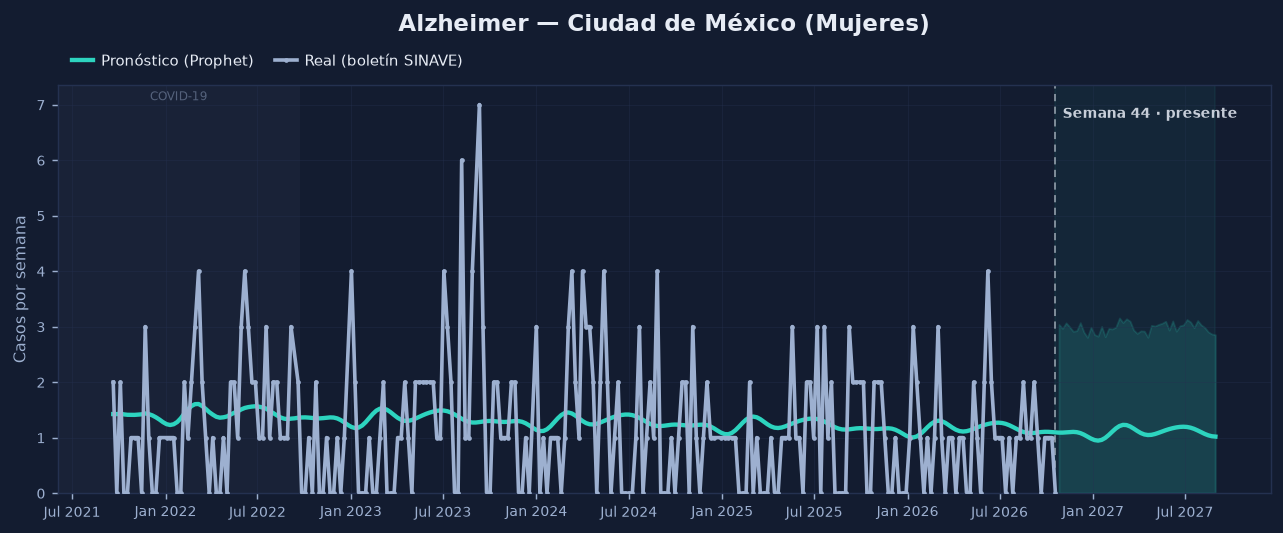 Alzheimer — Ciudad de México (Mujeres)
Pronóstico (Prophet)
Real (boletín SINAVE)
COVID-19
Semana 44 · presente
Casos por semana
7
6
5
4
3
2
1
0
Jul 2021
Jan 2022
Jul 2022
Jan 2023
Jul 2023
Jan 2024
Jul 2024
Jan 2025
Jul 2025
Jan 2026
Jul 2026
Jan 2027
Jul 2027